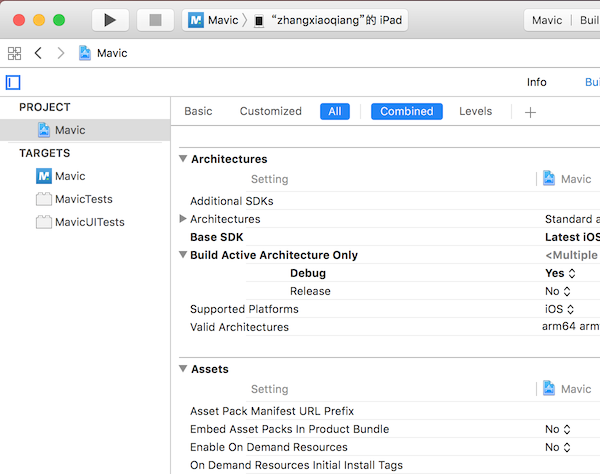 Mavic 〉 “zhangxiaoqiang”的 iPad Mavic | Buil
Mavic
Info Bui
PROJECT
Mavic
TARGETS
Mavic
MavicTests
MavicUITests
Basic Customized All Combined Levels +
Architectures
Setting Mavic
Additional SDKs
Architectures Standard a
Base SDK Latest iOS
Build Active Architecture Only <Multiple
Debug Yes
Release No
Supported Platforms iOS
Valid Architectures arm64 arm
Assets
Setting Mavic
Asset Pack Manifest URL Prefix
Embed Asset Packs In Product Bundle No
Enable On Demand Resources No
On Demand Resources Initial Install Tags